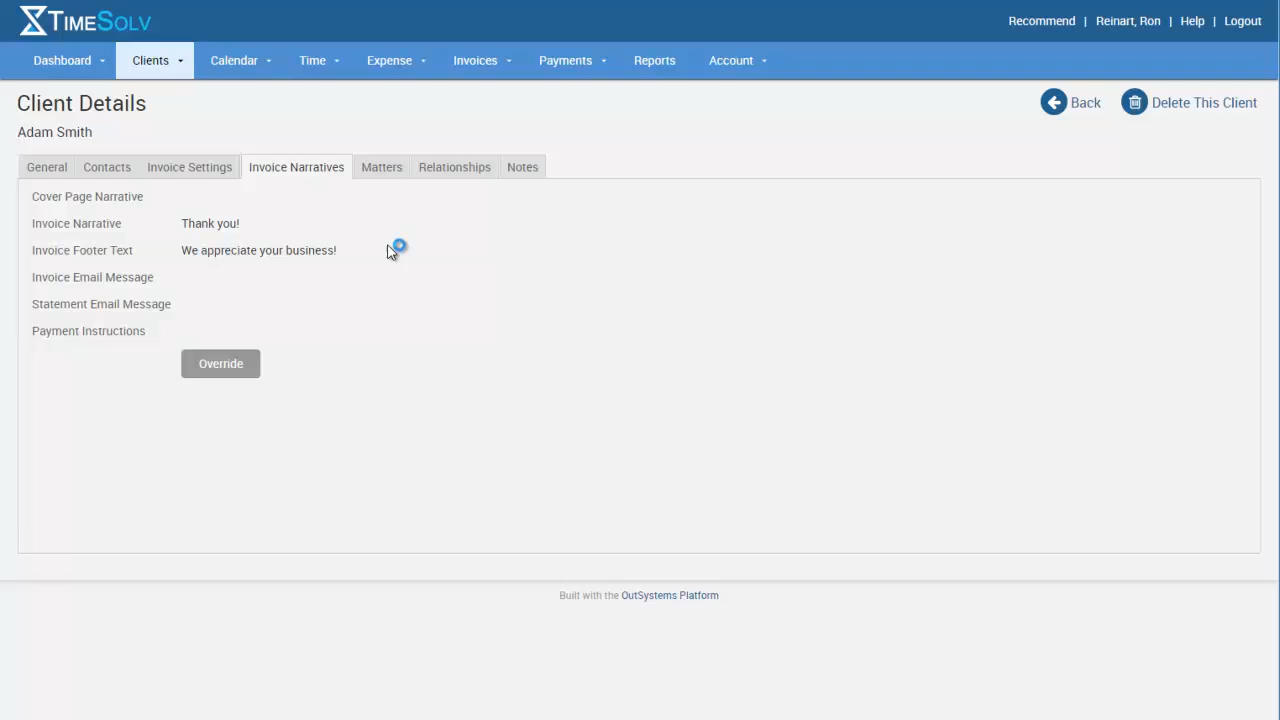 TIMESOLV
Recommend | Reinart, Ron | Help | Logout
Dashboard Clients Calendar Time Expense Invoices Payments Reports Account
Client Details
Back Delete This Client
Adam Smith
General Contacts Invoice Settings Invoice Narratives Matters Relationships Notes
Cover Page Narrative
Invoice Narrative Thank you!
Invoice Footer Text We appreciate your business!
Invoice Email Message
Statement Email Message
Payment Instructions
Override
Built with the OutSystems Platform